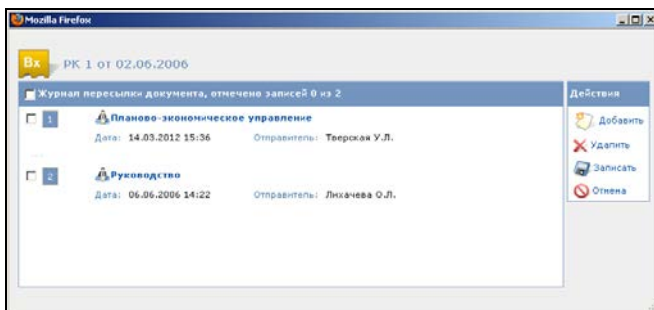 Mozilla Firefox
Вх РК 1 от 02.06.2006
Журнал пересылки документа, отмечено записей 0 из 2
Действия
1 Планово-экономическое управление
Дата: 14.03.2012 15:36 Отправитель: Тверская У.Л.
2 Руководство
Дата: 06.06.2006 14:22 Отправитель: Лихачева О.Л.
Добавить
Удалить
Записать
Отмена